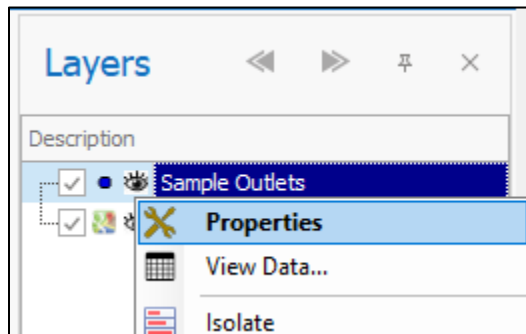 Layers
Description
Sample Outlets
Properties
View Data...
Isolate